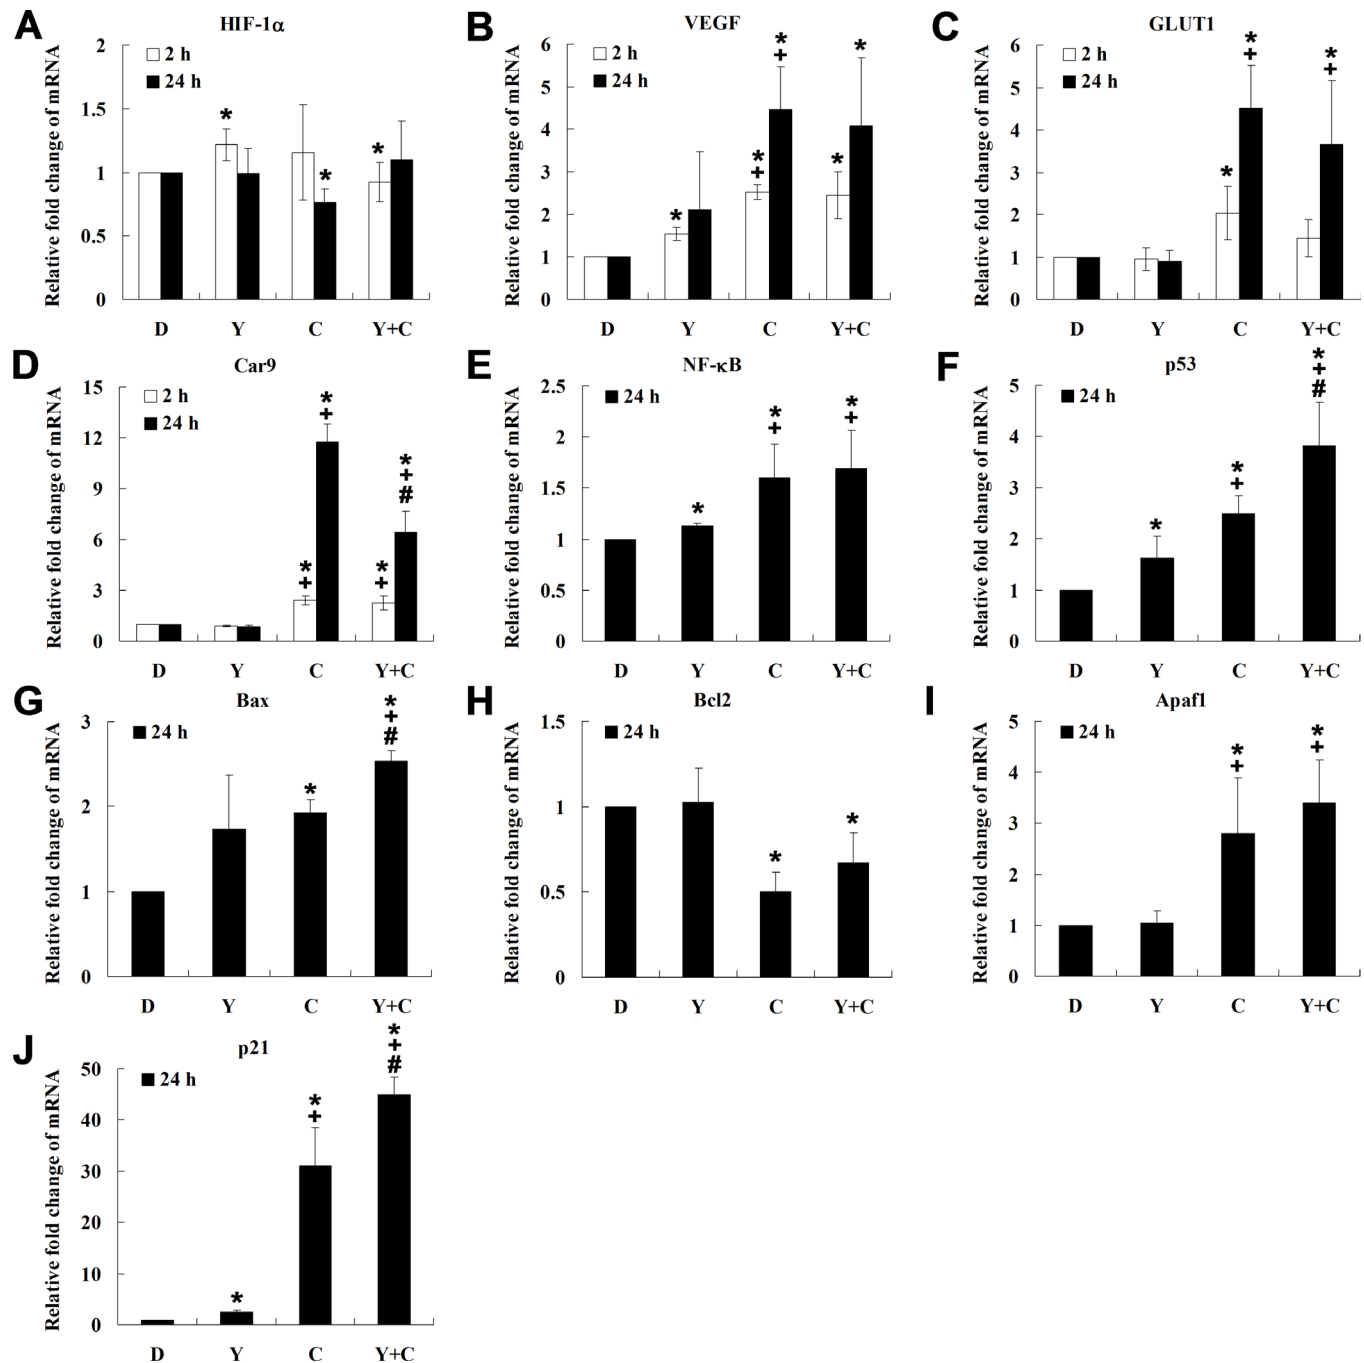 A
HIF-1α
Relative fold change of mRNA
2
1.5
1
0.5
0
2 h
24 h
*
*
*
D Y C Y+C
B
VEGF
Relative fold change of mRNA
6
5
4
3
2
1
0
2 h
24 h
*
*
+
*
+
*
*
D Y C Y+C
C
GLUT1
Relative fold change of mRNA
6
5
4
3
2
1
0
2 h
24 h
*
*
+
*
+
D Y C Y+C
D
Car9
Relative fold change of mRNA
15
12
9
6
3
0
2 h
24 h
*
+
*
+
*
+
*
+
#
D Y C Y+C
E
NF-κB
Relative fold change of mRNA
2.5
2
1.5
1
0.5
0
24 h
*
*
+
*
+
D Y C Y+C
F
p53
Relative fold change of mRNA
5
4
3
2
1
0
24 h
*
*
+
*
+
#
D Y C Y+C
G
Bax
Relative fold change of mRNA
3
2
1
0
24 h
*
*
+
#
D Y C Y+C
H
Bcl2
Relative fold change of mRNA
1.5
1
0.5
0
24 h
*
*
D Y C Y+C
I
Apaf1
Relative fold change of mRNA
5
4
3
2
1
0
24 h
*
+
*
+
D Y C Y+C
J
p21
Relative fold change of mRNA
50
40
30
20
10
0
24 h
*
*
+
*
+
#
D Y C Y+C